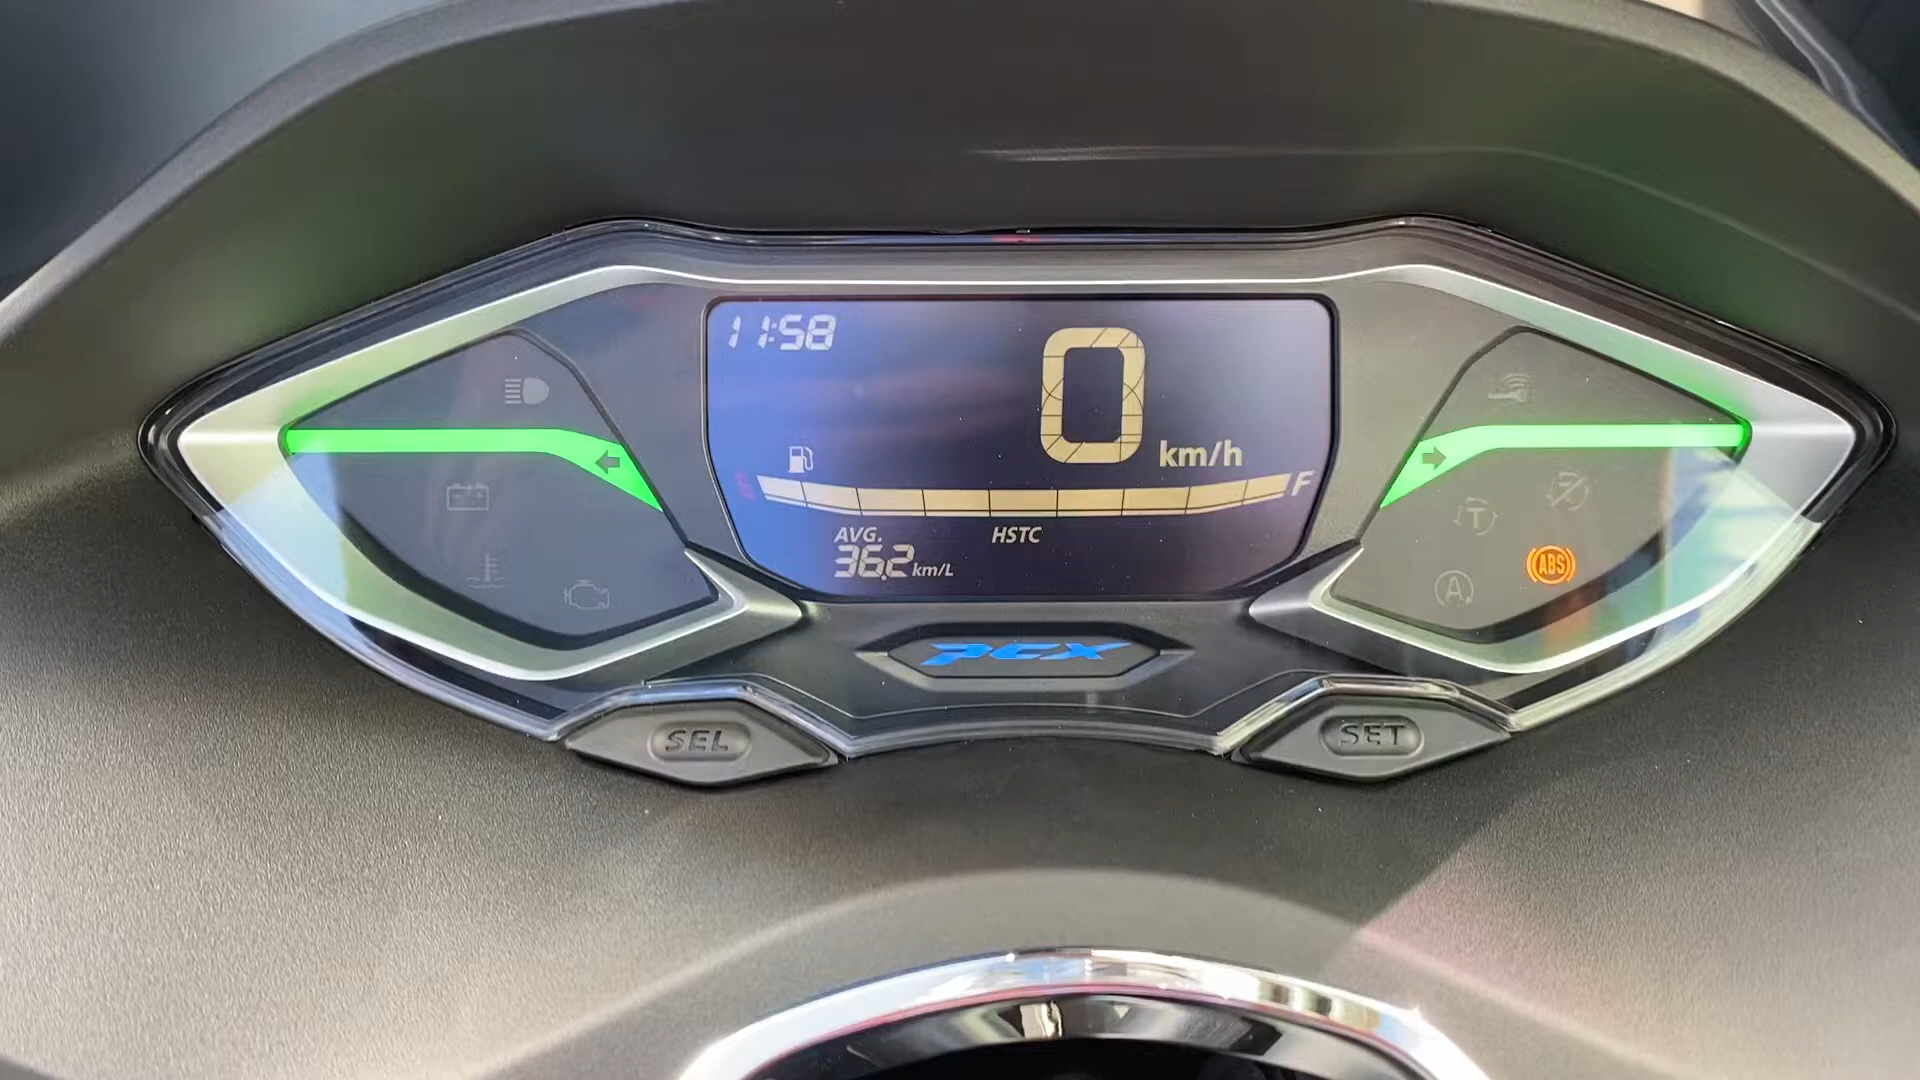 11:58
0
km/h
E
F
AVG.
HSTC
36.2 km/L
T
ABS
A
PCX
SEL
SET